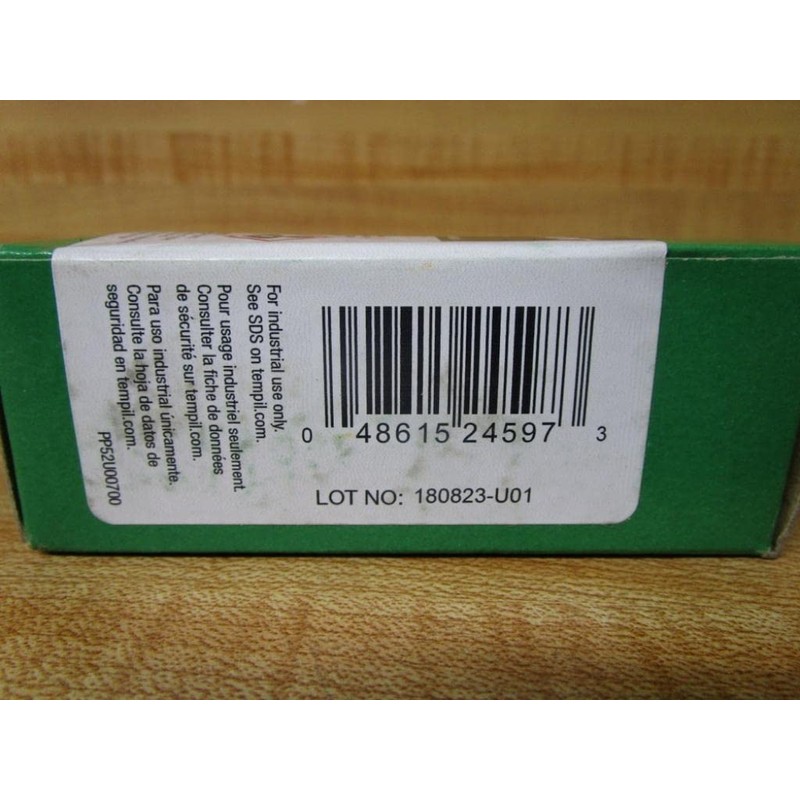 For industrial use only.
See SDS on tempil.com.
Pour usage industriel seulement.
Consulter la fiche de données
de sécurité sur tempil.com.
Para uso industrial únicamente.
Consulte la hoja de datos de
seguridad en tempil.com.
PP52U00700
0 48615 24597 3
LOT NO: 180823-U01